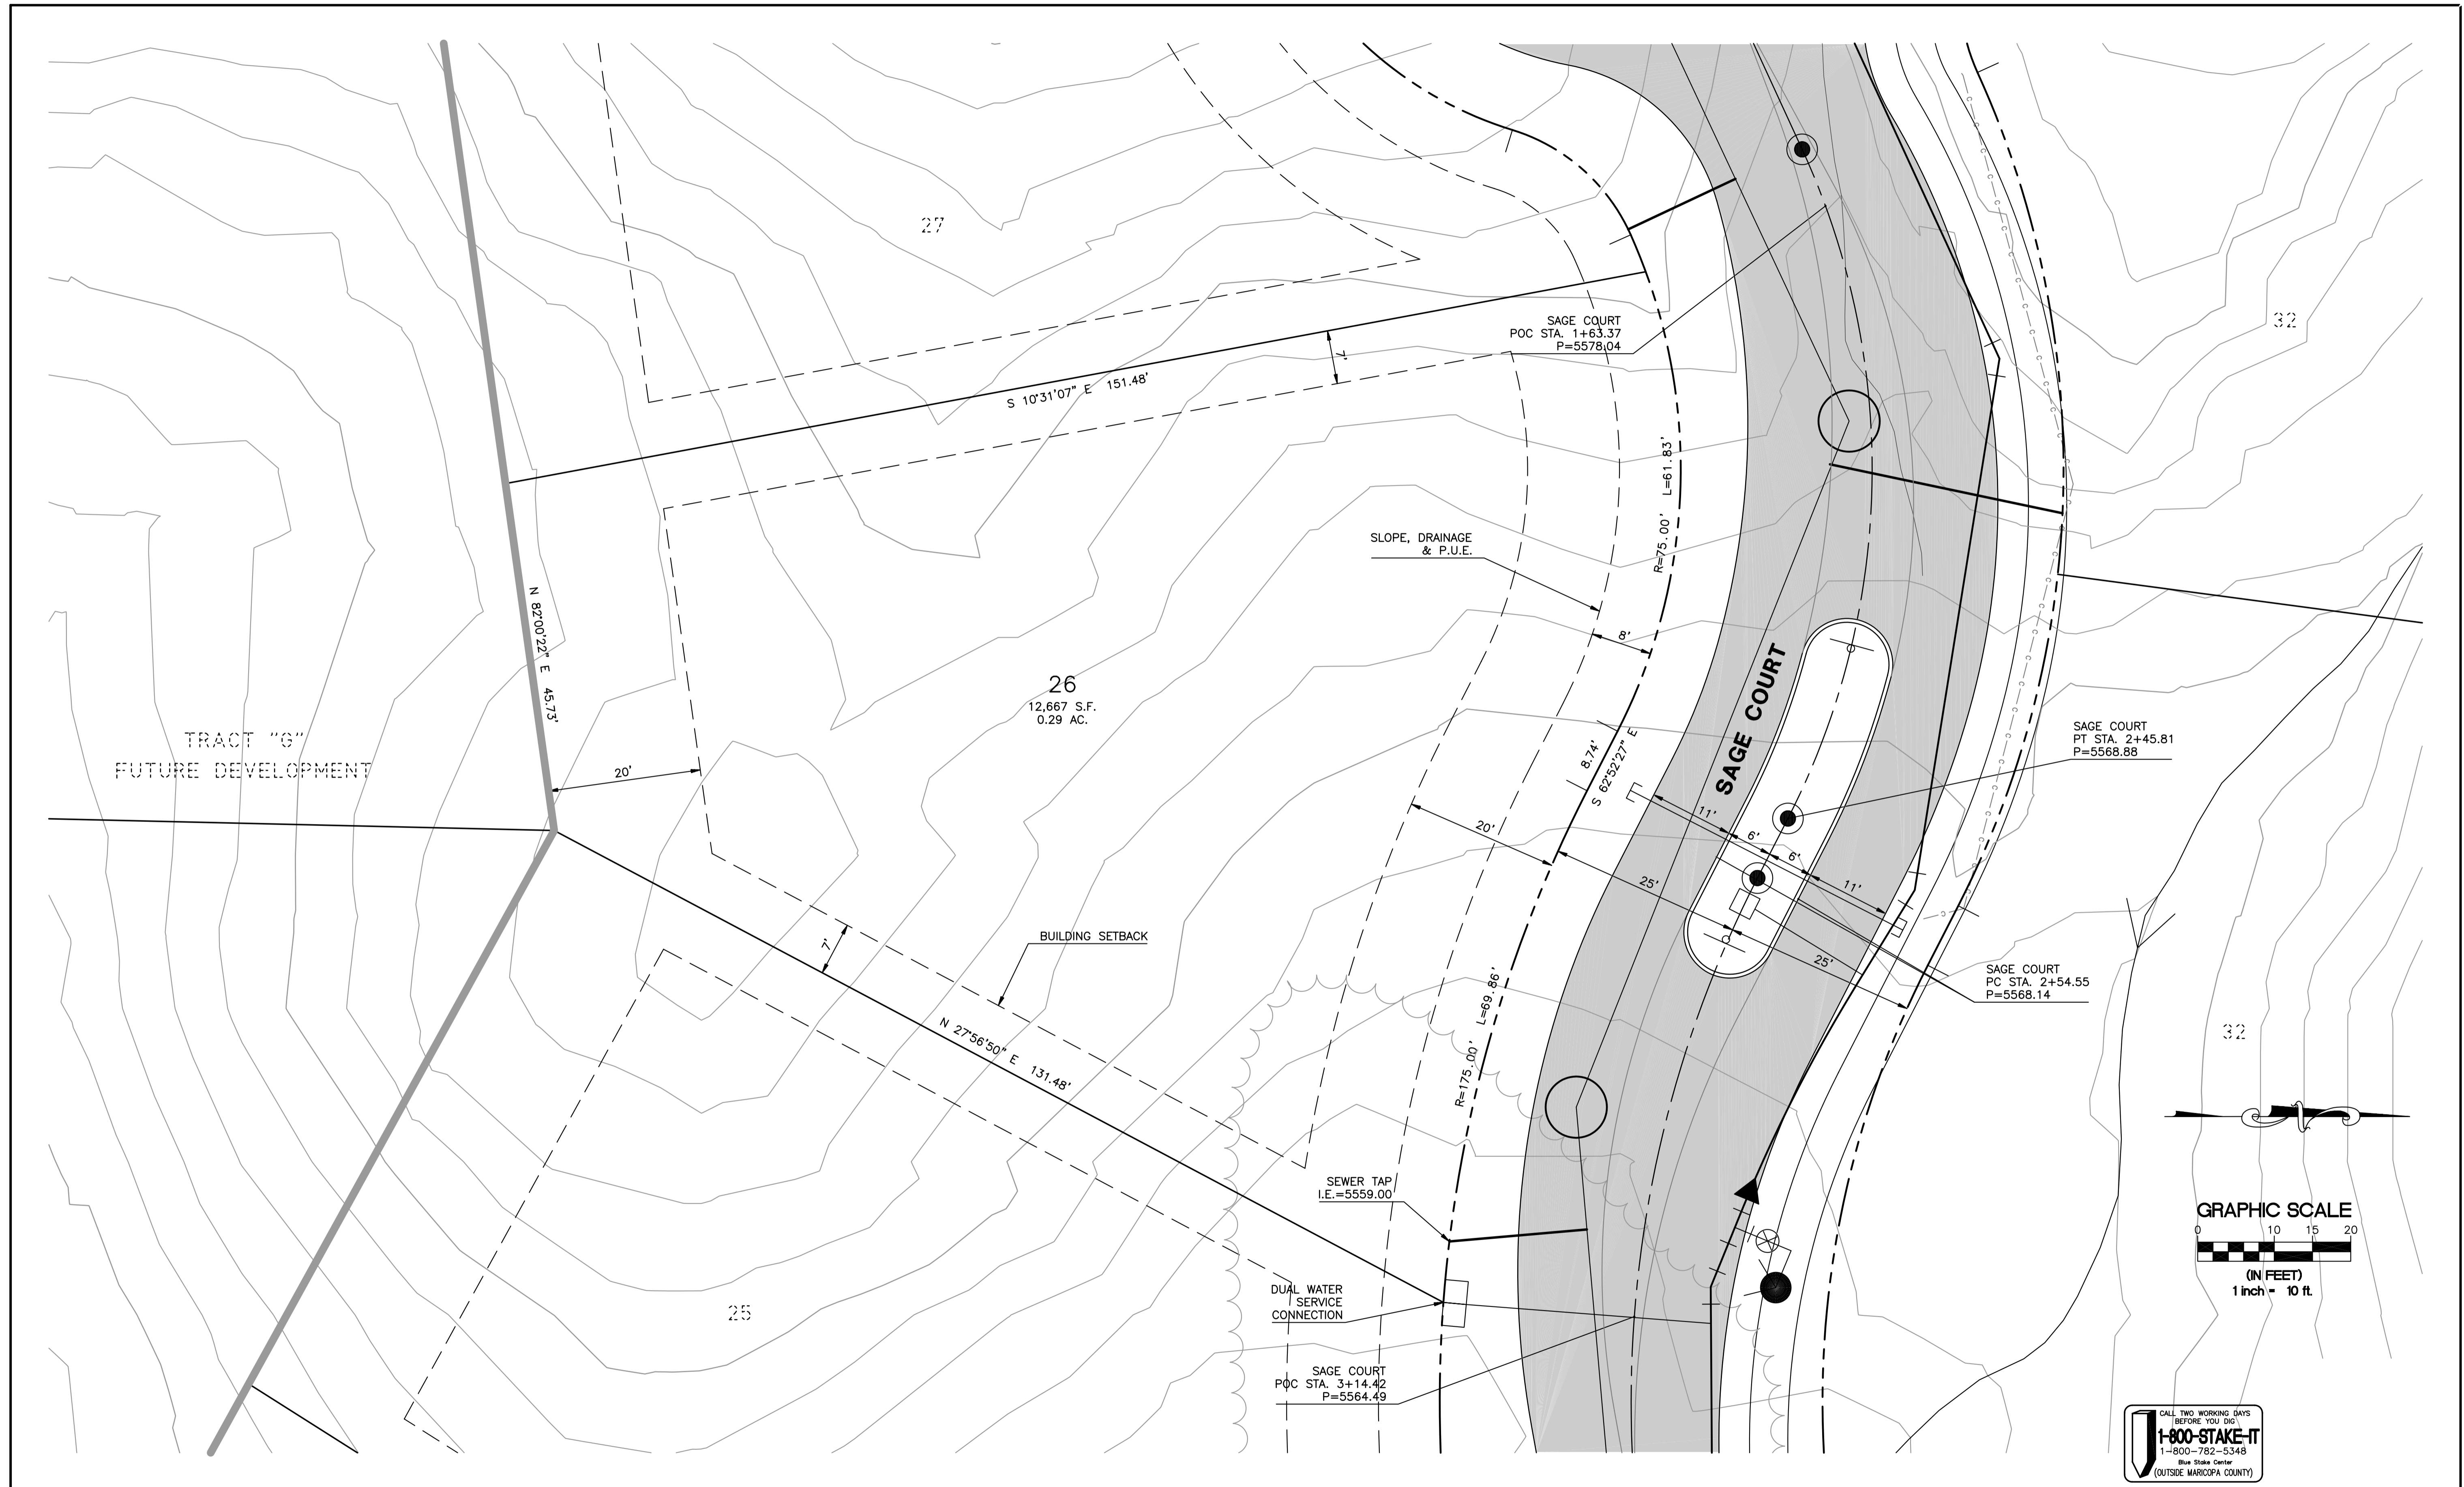 27
32
SAGE COURT
POC STA. 1+63.37
P=5578.04
7'
S 10°31'07" E 151.48'
R=75.00' L=61.83'
SLOPE, DRAINAGE
& P.U.E.
8'
N 82°00'22" E 45.73'
26
12,667 S.F.
0.29 AC.
TRACT "G"
FUTURE DEVELOPMENT
20'
SAGE COURT
8.74'
S 62°52'27" E
SAGE COURT
PT STA. 2+45.81
P=5568.88
11'
6'
6'
11'
20'
25'
25'
7'
BUILDING SETBACK
SAGE COURT
PC STA. 2+54.55
P=5568.14
N 27°56'50" E 131.48'
R=175.00' L=69.86'
32
SEWER TAP
I.E.=5559.00
GRAPHIC SCALE
0 10 15 20
(IN FEET)
1 inch = 10 ft.
25
DUAL WATER
SERVICE
CONNECTION
SAGE COURT
POC STA. 3+14.42
P=5564.49
CALL TWO WORKING DAYS
BEFORE YOU DIG
1-800-STAKE-IT
1-800-782-5348
Blue Stake Center
(OUTSIDE MARICOPA COUNTY)